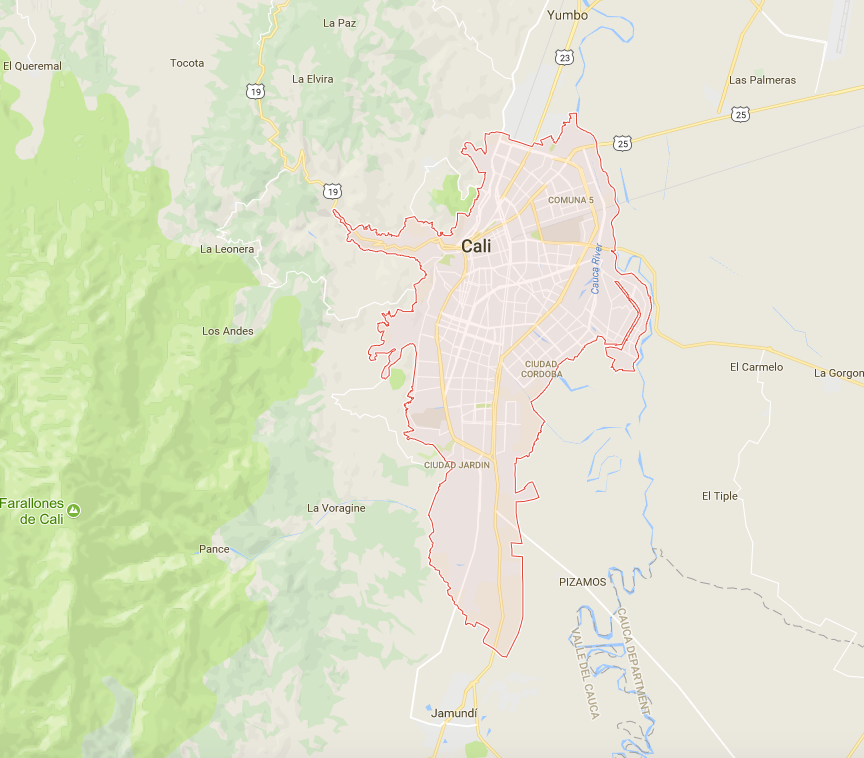 La Paz
Yumbo
El Queremal
Tocota
23
La Elvira
Las Palmeras
19
25
25
19
COMUNA 5
Cali
La Leonera
Cauca River
Los Andes
CIUDAD
CORDOBA
El Carmelo
La Gorgon
CIUDAD JARDIN
El Tiple
Farallones
de Cali
La Voragine
Pance
PIZAMOS
CAUCA DEPARTMENT
VALLE DEL CAUCA
Jamundí